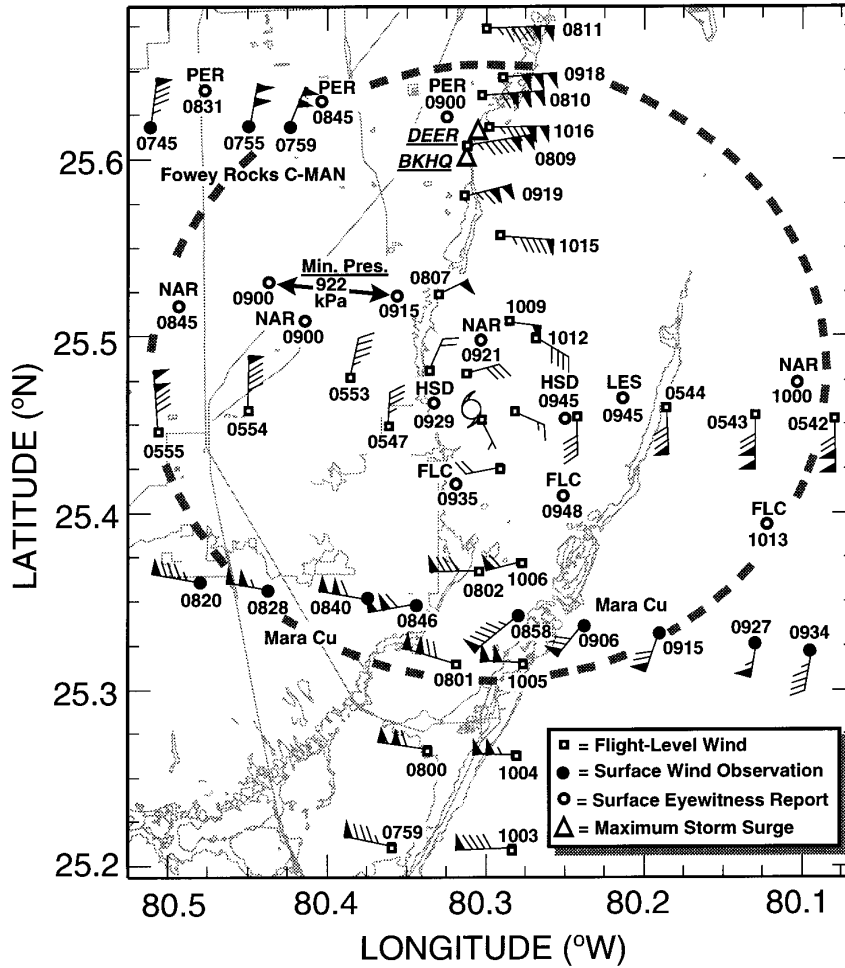 0811
PER
0918
PER
PER
0831
0845
0900
0810
0745
0755
0759
DEER
1016
BKHQ
0809
Fowey Rocks C-MAN
0919
1015
Min. Pres.
922
kPa
0807
NAR
0845
0900
0915
NAR
0900
1009
1012
NAR
0921
0553
HSD
0929
HSD
0945
LES
0945
NAR
1000
0555
0554
0547
0544
0543
0542
FLC
0935
FLC
0948
FLC
1013
0820
0828
0840
0846
0802
1006
Mara Cu
Mara Cu
0858
0906
0915
0927
0934
0801
1005
0800
1004
0759
1003
= Flight-Level Wind
= Surface Wind Observation
= Surface Eyewitness Report
= Maximum Storm Surge
25.6
25.5
25.4
25.3
25.2
LATITUDE (ºN)
80.5
80.4
80.3
80.2
80.1
LONGITUDE (ºW)